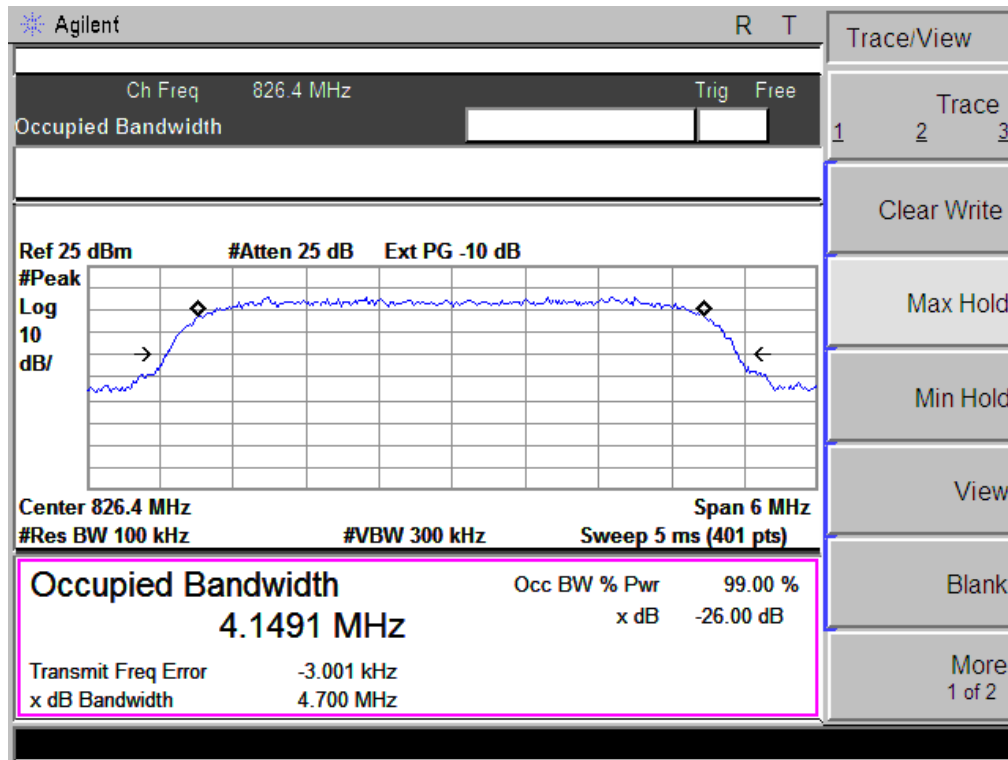 Agilent R T
Trace/View
Ch Freq 826.4 MHz Trig Free
Occupied Bandwidth
Trace
1 2 3
Clear Write
Max Hold
Min Hold
View
Blank
More
1 of 2
Ref 25 dBm #Atten 25 dB Ext PG -10 dB
#Peak
Log
10
dB/
Center 826.4 MHz Span 6 MHz
#Res BW 100 kHz #VBW 300 kHz Sweep 5 ms (401 pts)
Occupied Bandwidth Occ BW % Pwr 99.00 %
4.1491 MHz x dB -26.00 dB
Transmit Freq Error -3.001 kHz
x dB Bandwidth 4.700 MHz